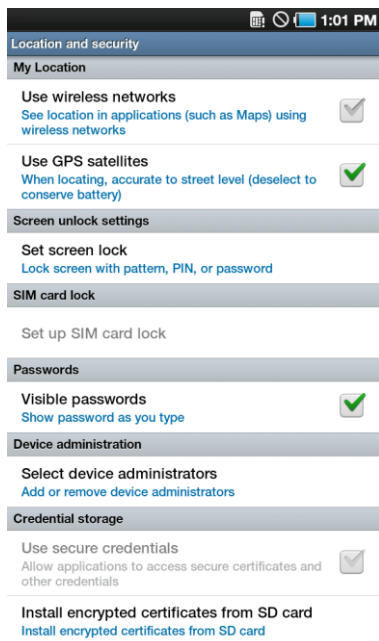 1:01 PM
Location and security
My Location
Use wireless networks
See location in applications (such as Maps) using
wireless networks
Use GPS satellites
When locating, accurate to street level (deselect to
conserve battery)
Screen unlock settings
Set screen lock
Lock screen with pattern, PIN, or password
SIM card lock
Set up SIM card lock
Passwords
Visible passwords
Show password as you type
Device administration
Select device administrators
Add or remove device administrators
Credential storage
Use secure credentials
Allow applications to access secure certificates and
other credentials
Install encrypted certificates from SD card
Install encrypted certificates from SD card